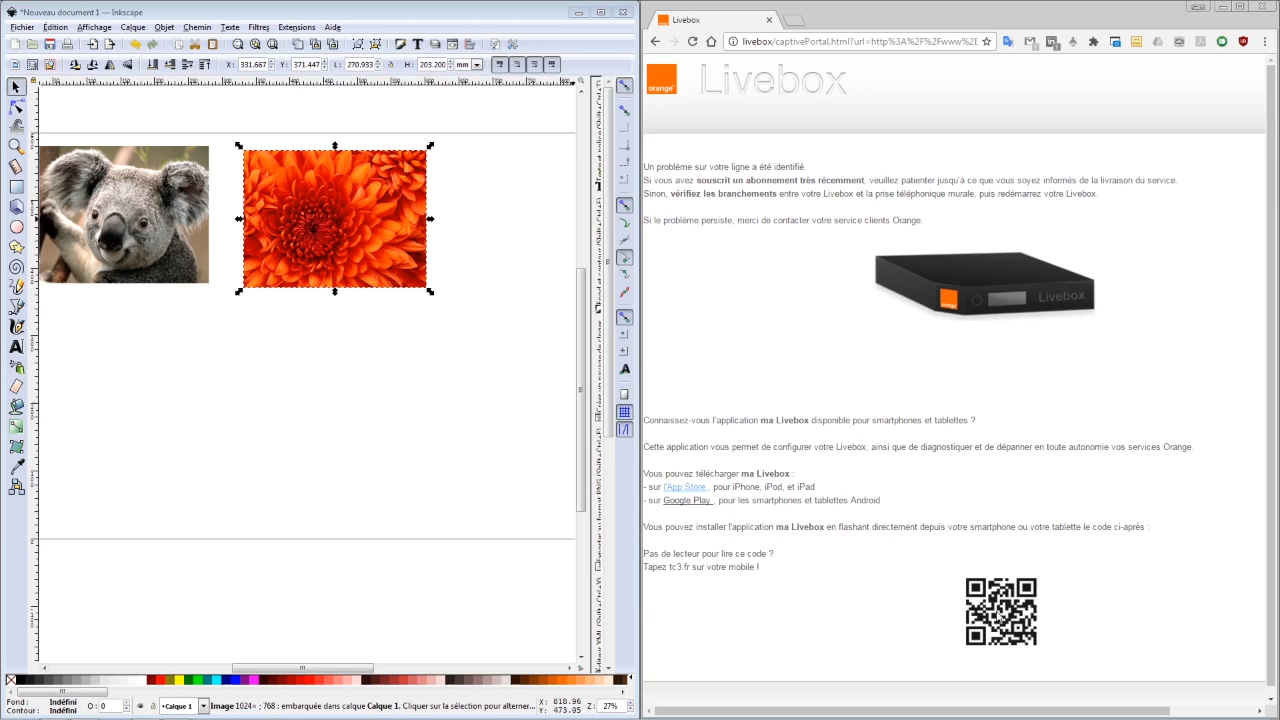 *Nouveau document 1 - Inkscape
Fichier Édition Affichage Calque Objet Chemin Texte Filtres Extensions Aide
X: 331.667 Y: 371.447 L: 270.933 H: 203.200 mm
Fond: Indéfini
Contour: Indéfini
O: 0
•Calque 1
Image 1024 × 768 : embarquée dans calque Calque 1. Cliquer sur la sélection pour alterner...
X: 818.96
Y: 473.05
Z: 27%
Livebox
livebox/captivePortal.html?url=http%3A%2F%2Fwww%2E
orange
Livebox
Un problème sur votre ligne a été identifié.
Si vous avez souscrit un abonnement très récemment, veuillez patienter jusqu'à ce que vous soyez informés de la livraison du service.
Sinon, vérifiez les branchements entre votre Livebox et la prise téléphonique murale, puis redémarrez votre Livebox.
Si le problème persiste, merci de contacter votre service clients Orange.
Livebox
Connaissez-vous l'application ma Livebox disponible pour smartphones et tablettes ?
Cette application vous permet de configurer votre Livebox, ainsi que de diagnostiquer et de dépanner en toute autonomie vos services Orange.
Vous pouvez télécharger ma Livebox :
- sur l'App Store , pour iPhone, iPod, et iPad
- sur Google Play , pour les smartphones et tablettes Android
Vous pouvez installer l'application ma Livebox en flashant directement depuis votre smartphone ou votre tablette le code ci-après :
Pas de lecteur pour lire ce code ?
Tapez tc3.fr sur votre mobile !